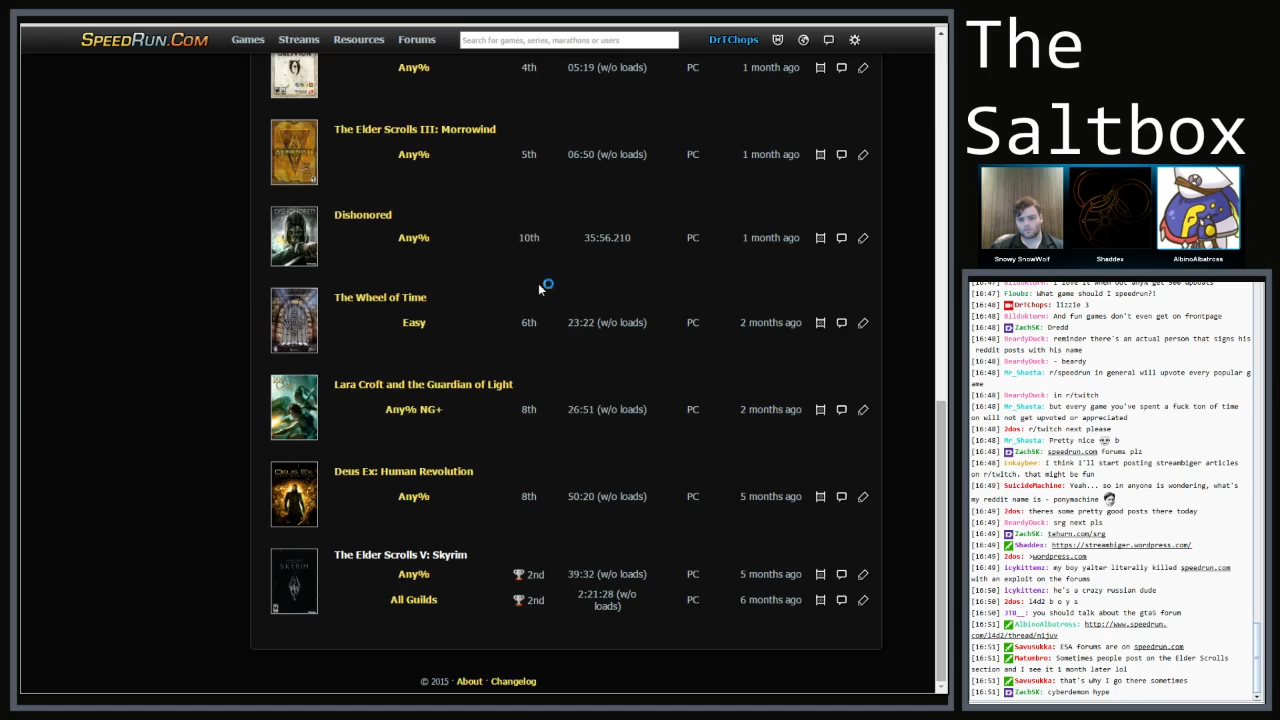 SPEEDRUN.COM Games Streams Resources Forums Search for games, series, marathons or users DrTChops
Any% 4th 05:19 (w/o loads) PC 1 month ago
The Elder Scrolls III: Morrowind
Any% 5th 06:50 (w/o loads) PC 1 month ago
Dishonored
Any% 10th 35:56.210 PC 1 month ago
The Wheel of Time
Easy 6th 23:22 (w/o loads) PC 2 months ago
Lara Croft and the Guardian of Light
Any% NG+ 8th 26:51 (w/o loads) PC 2 months ago
Deus Ex: Human Revolution
Any% 8th 50:20 (w/o loads) PC 5 months ago
The Elder Scrolls V: Skyrim
Any% 2nd 39:32 (w/o loads) PC 5 months ago
All Guilds 2nd 2:21:28 (w/o loads) PC 6 months ago
© 2015 · About · Changelog
The
Saltbox
Snowy SnowWolf Shaddex AlbinoAlbatross
[16:47] Floubz: What game should I speedrun?!
[16:48] DrTChops: lizzie 3
[16:48] Bildoktorn: And fun games don't even get on frontpage
[16:48] ZachSK: Dredd
[16:48] BeardyDuck: reminder there's an actual person that signs his
reddit posts with his name
[16:48] BeardyDuck: - beardy
[16:48] Mr_Shasta: r/speedrun in general will upvote every popular g
ame
[16:48] BeardyDuck: in r/twitch
[16:48] Mr_Shasta: but every game you've spent a fuck ton of time
on will not get upvoted or appreciated
[16:48] 2dos: r/twitch next please
[16:48] Mr_Shasta: Pretty nice b
[16:48] ZachSK: speedrun.com forums plz
[16:48] Enkaybee: I think I'll start posting streambiger articles
on r/twitch. that might be fun
[16:49] SuicideMachine: Yeah... so in anyone is wondering, what's
my reddit name is - ponymachine
[16:49] 2dos: theres some pretty good posts there today
[16:49] BeardyDuck: srg next pls
[16:49] ZachSK: tehurn.com/srg
[16:49] Shaddex: https://streambiger.wordpress.com/
[16:49] 2dos: >wordpress.com
[16:49] icykittenz: my boy yalter literally killed speedrun.com
with an exploit on the forums
[16:50] icykittenz: he's a crazy russian dude
[16:50] 2dos: l4d2 b o y s
[16:50] JTB__: you should talk about the gta5 forum
[16:51] AlbinoAlbatross: http://www.speedrun.
com/l4d2/thread/n1juv
[16:51] Savusukka: ESA forums are on speedrun.com
[16:51] Matumbro: Sometimes people post on the Elder Scrolls
section and I see it 1 month later lol
[16:51] Savusukka: that's why I go there sometimes
[16:51] ZachSK: cyberdemon hype